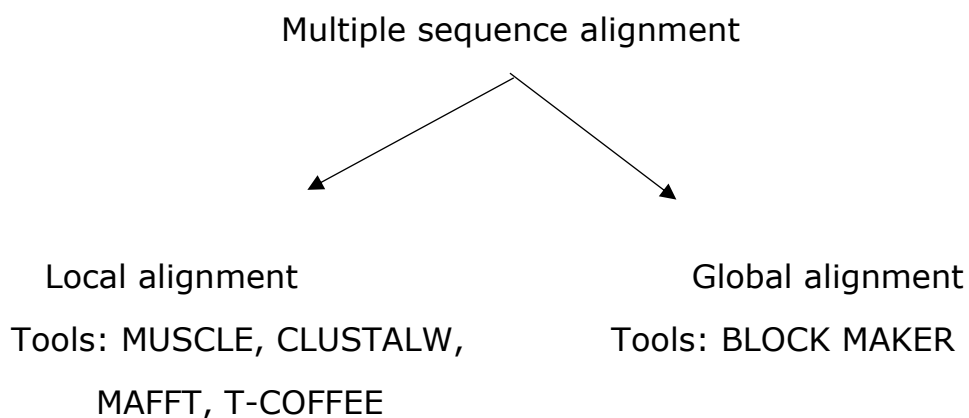 Multiple sequence alignment
Local alignment
Tools: MUSCLE, CLUSTALW,
MAFFT, T-COFFEE
Global alignment
Tools: BLOCK MAKER